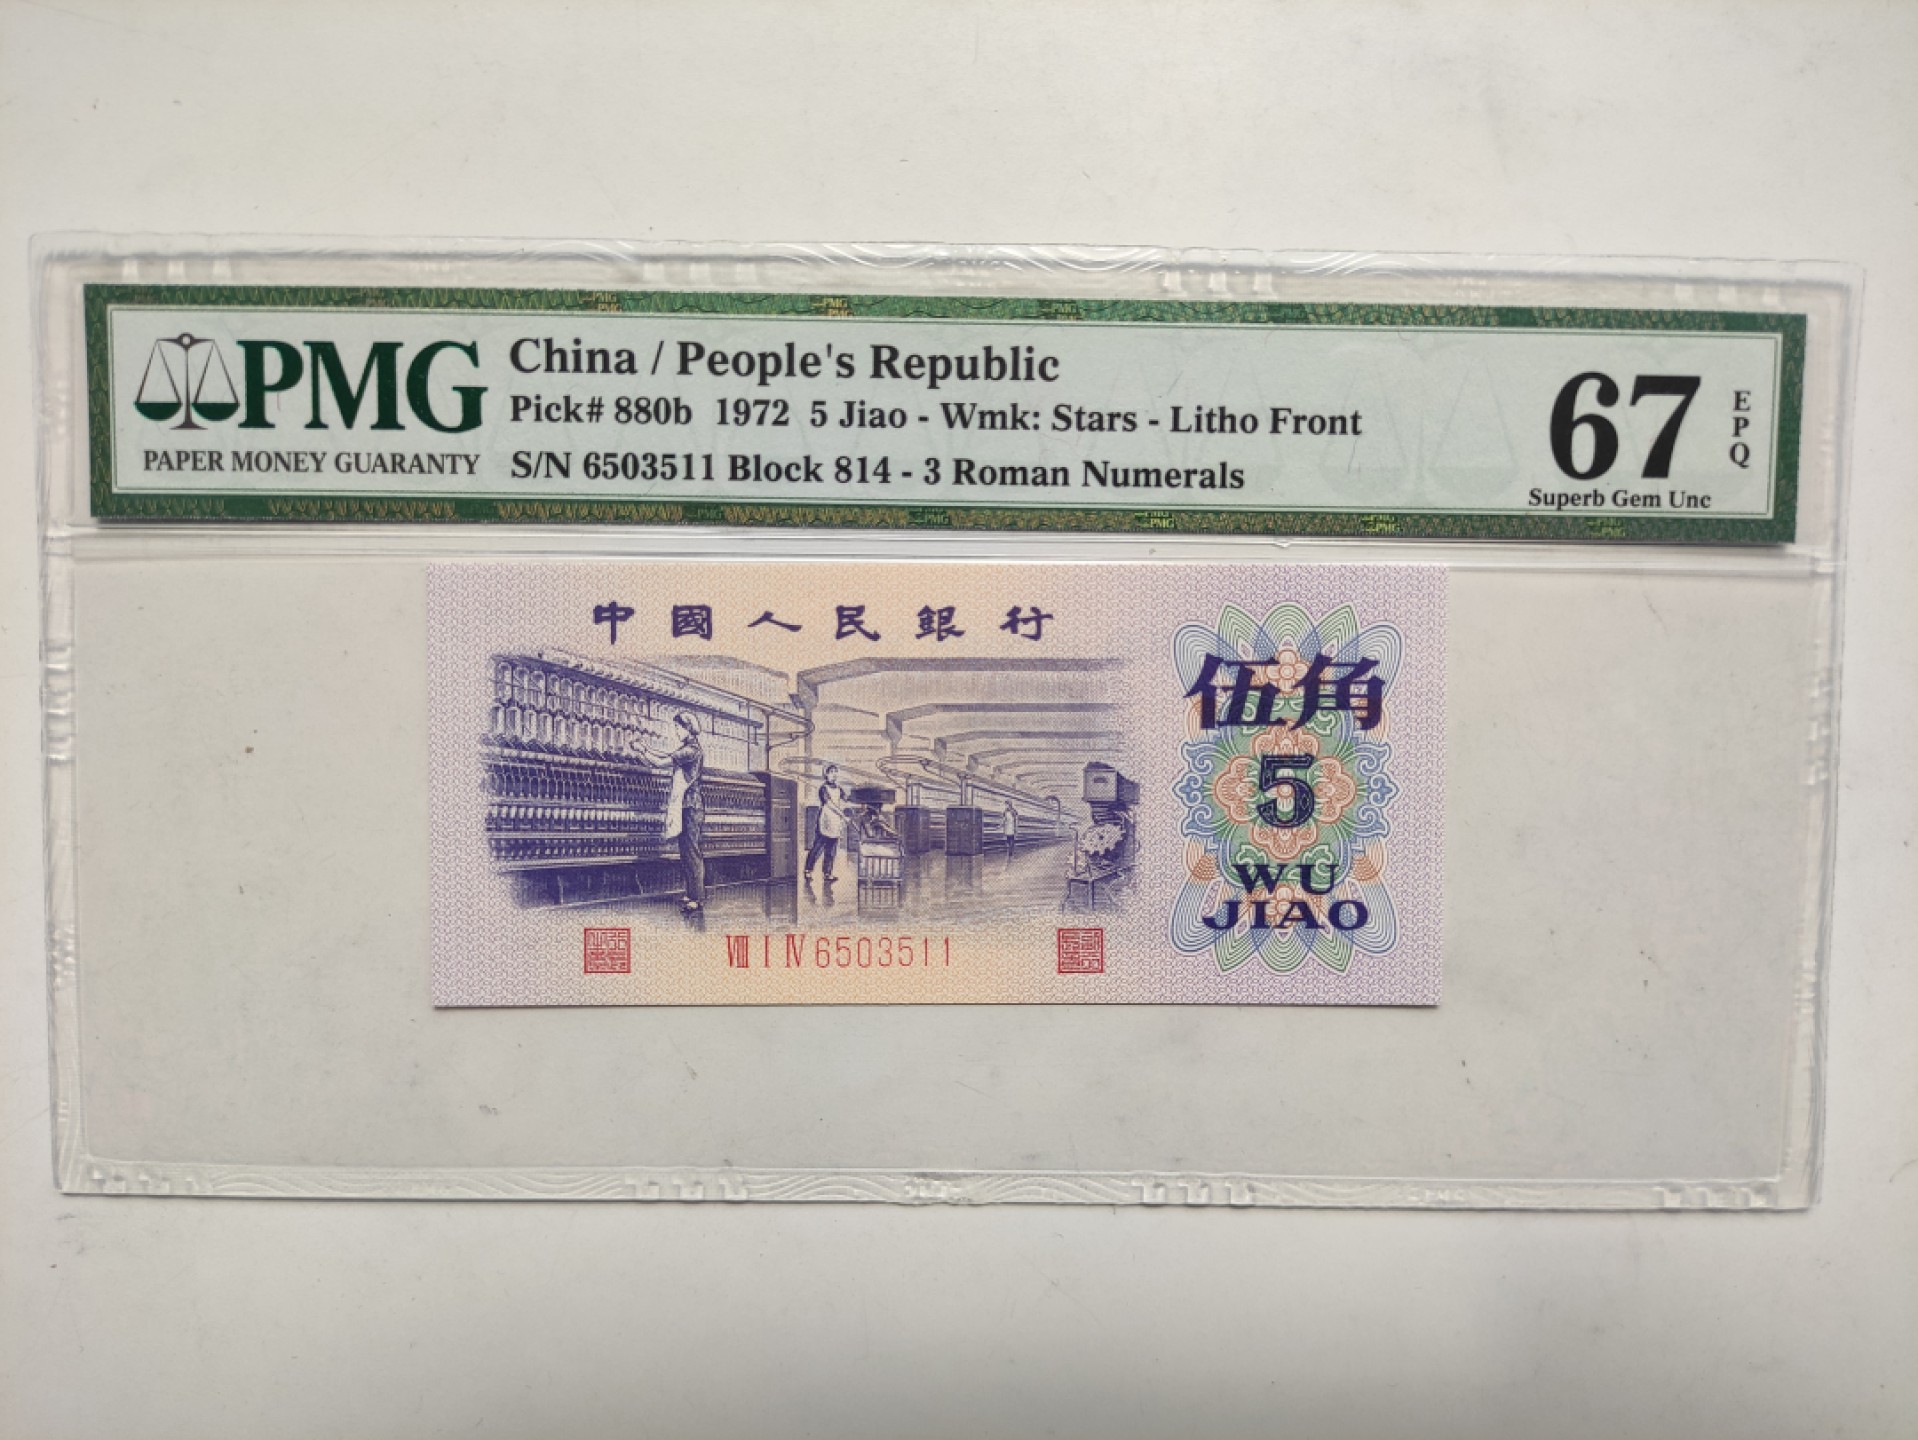 PMG
PAPER MONEY GUARANTY
China / People's Republic
Pick# 880b 1972 5 Jiao - Wmk: Stars - Litho Front
S/N 6503511 Block 814 - 3 Roman Numerals
67
EPQ
Superb Gem Unc
中國人民銀行
伍角
5
WU
JIAO
VIII I IV 6503511